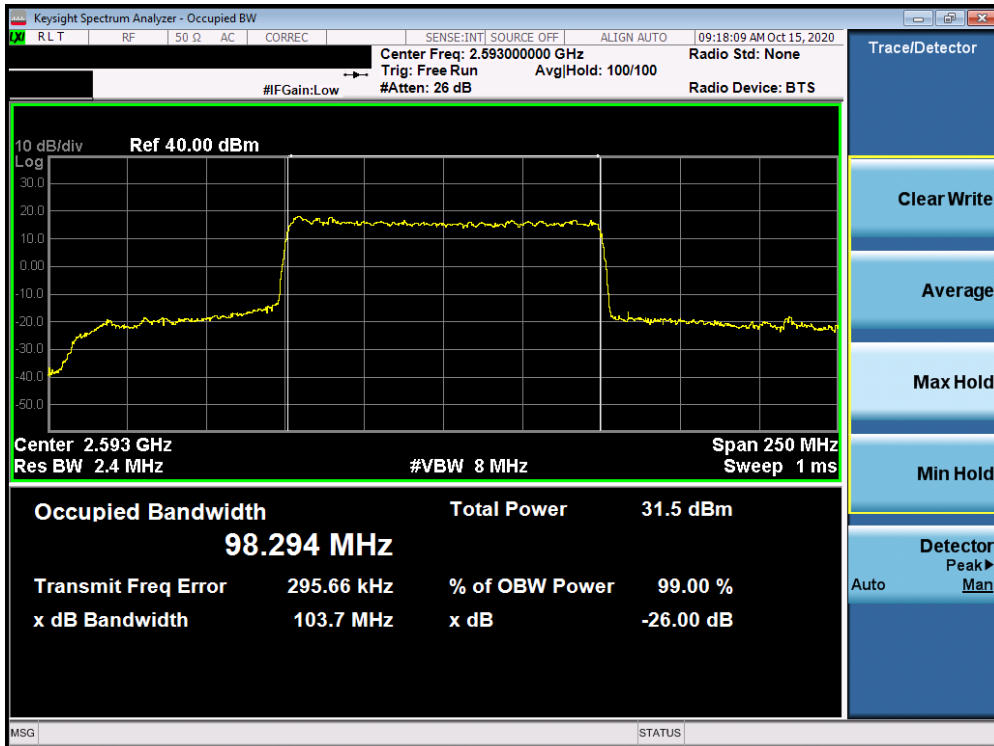 Keysight Spectrum Analyzer - Occupied BW
LXI RLT RF 50 Ω AC CORREC SENSE:INT SOURCE OFF ALIGN AUTO 09:18:09 AM Oct 15, 2020
Center Freq: 2.593000000 GHz Radio Std: None
Trig: Free Run Avg|Hold: 100/100
#IFGain:Low #Atten: 26 dB Radio Device: BTS
10 dB/div Ref 40.00 dBm
Log
30.0
20.0
10.0
0.00
-10.0
-20.0
-30.0
-40.0
-50.0
Center 2.593 GHz Span 250 MHz
Res BW 2.4 MHz #VBW 8 MHz Sweep 1 ms
Occupied Bandwidth Total Power 31.5 dBm
98.294 MHz
Transmit Freq Error 295.66 kHz % of OBW Power 99.00 %
x dB Bandwidth 103.7 MHz x dB -26.00 dB
MSG STATUS
Trace/Detector
Clear Write
Average
Max Hold
Min Hold
Detector
Peak▶
Auto Man